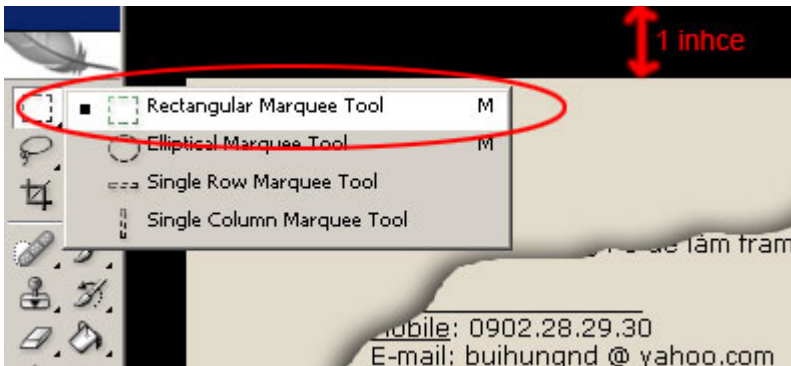 1 inhce
Rectangular Marquee Tool M
Elliptical Marquee Tool M
Single Row Marquee Tool
Single Column Marquee Tool
làm tram
Mobile: 0902.28.29.30
E-mail: buihungnd @ yahoo.com